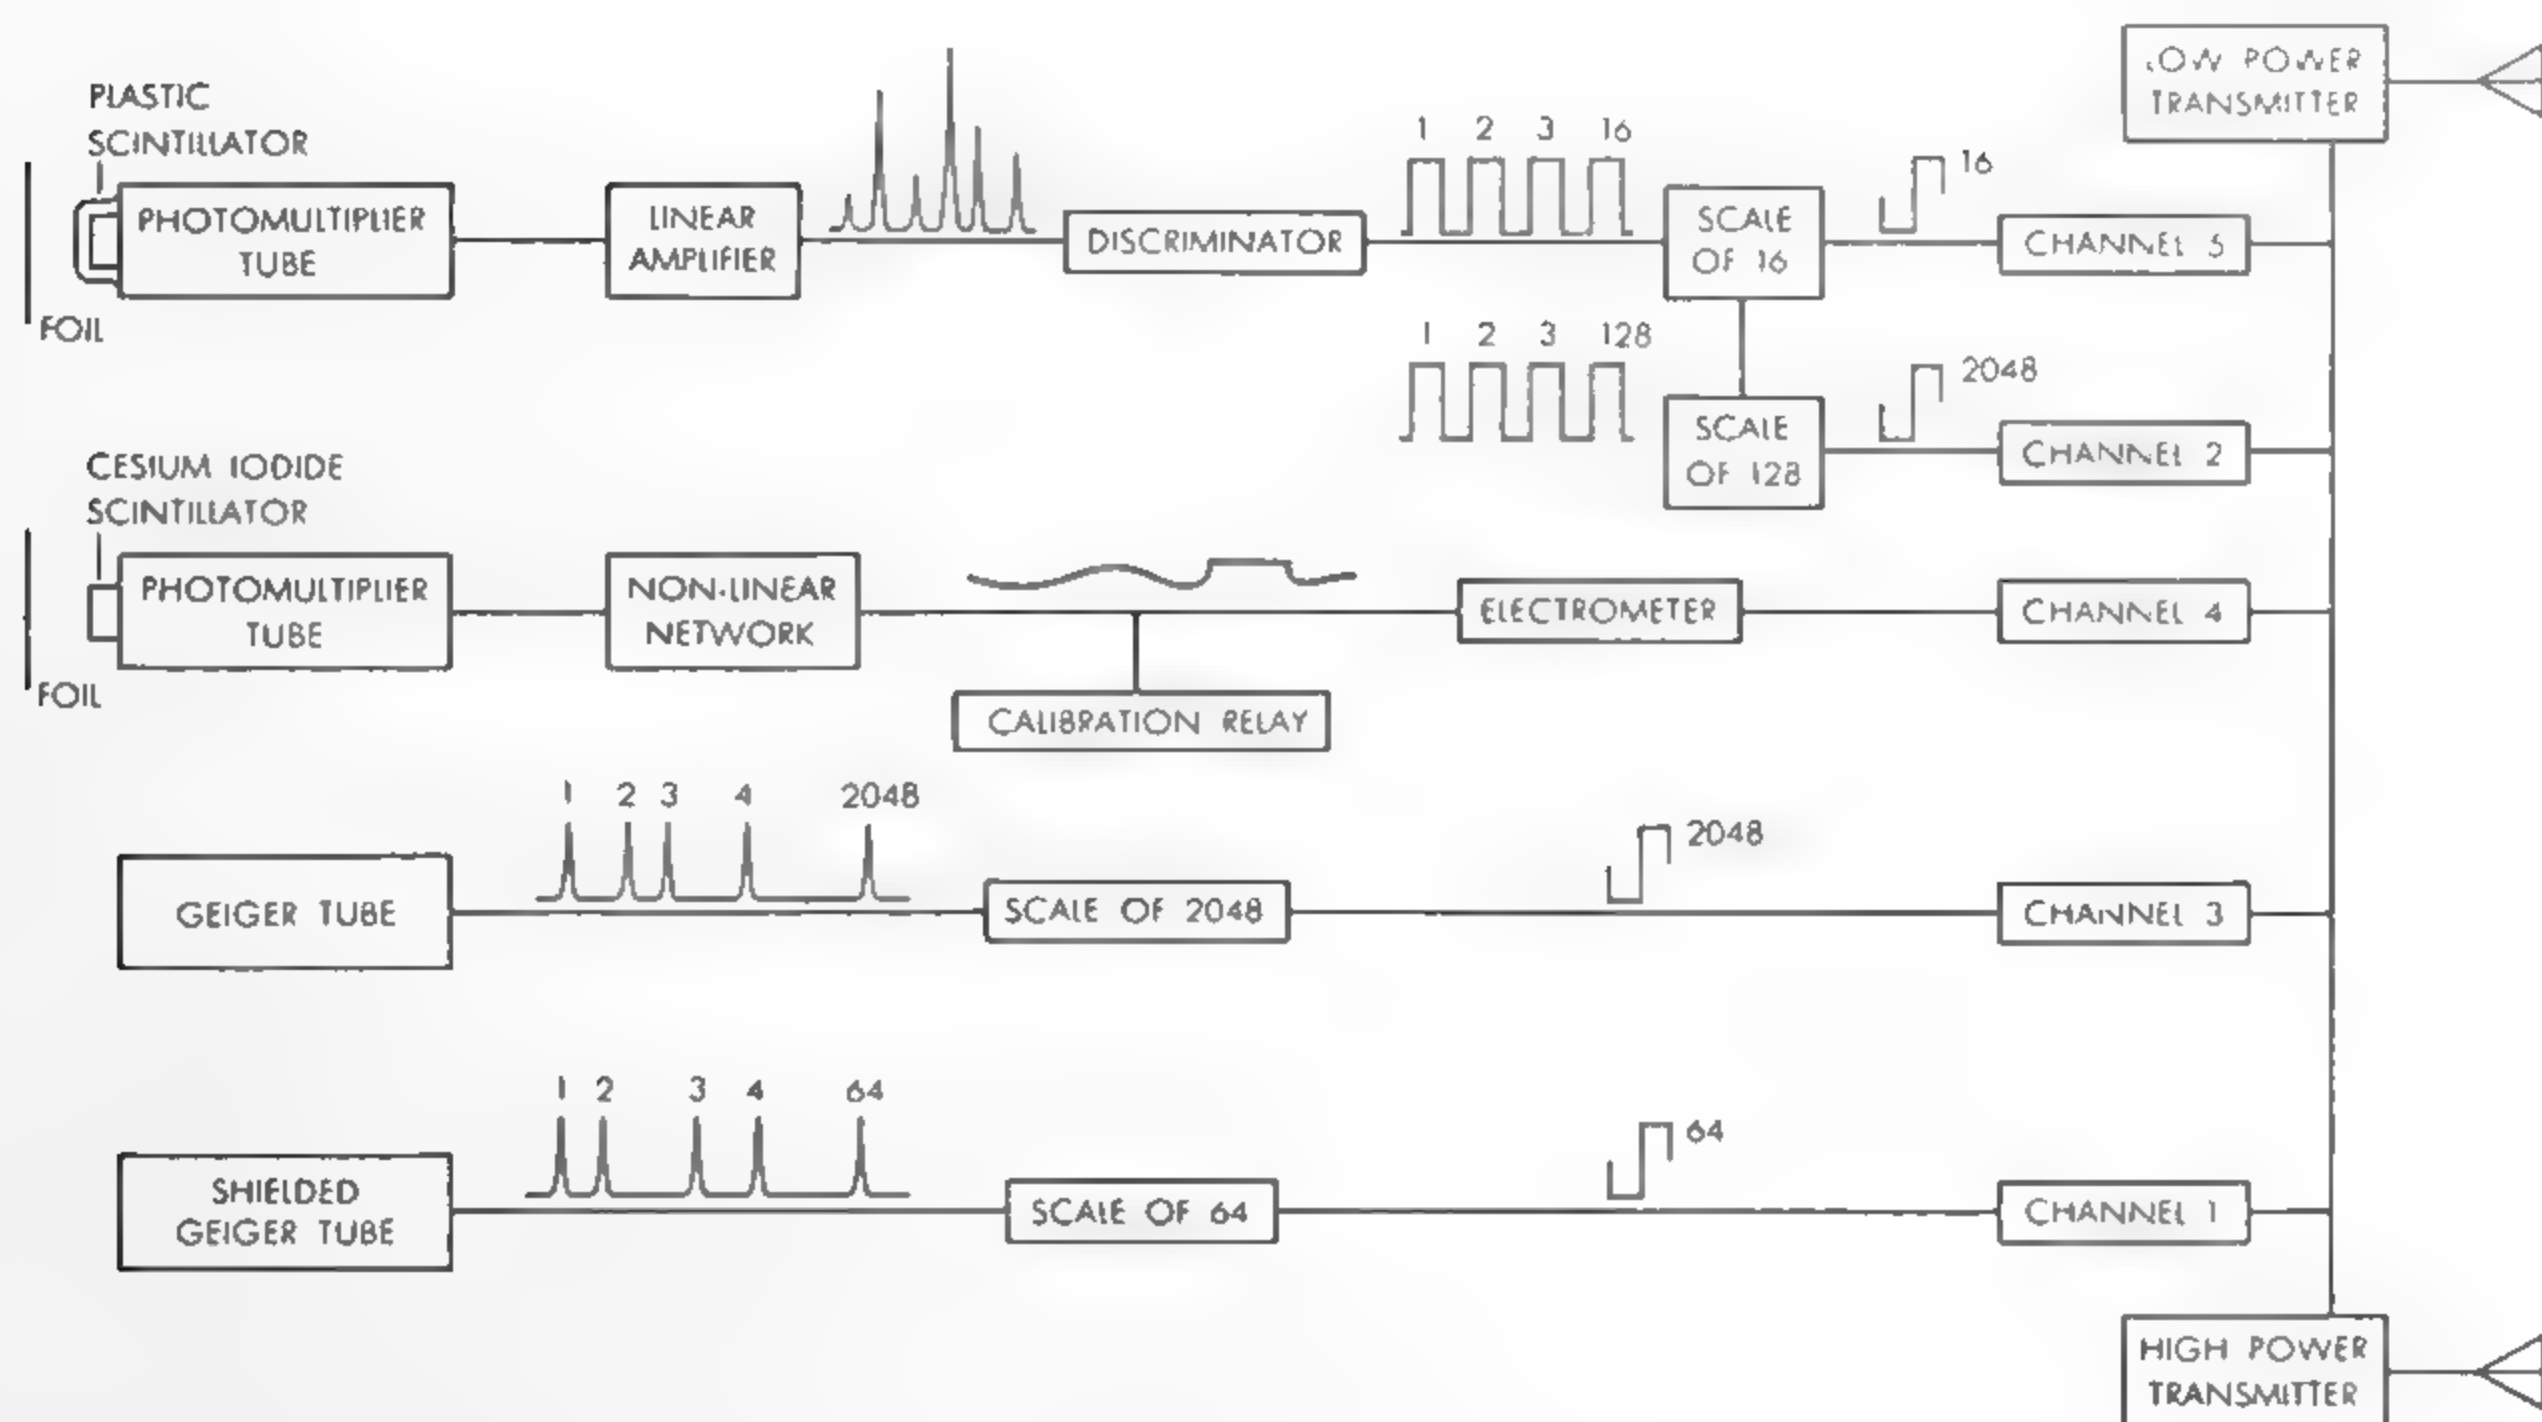 PLASTIC
SCINTILLATOR
PHOTOMULTIPLIER
TUBE
FOIL
LINEAR
AMPLIFIER
DISCRIMINATOR
1 2 3 16
SCALE
OF 16
16
CHANNEL 5
LOW POWER
TRANSMITTER
1 2 3 128
SCALE
OF 128
2048
CHANNEL 2
CESIUM IODIDE
SCINTILLATOR
PHOTOMULTIPLIER
TUBE
FOIL
NON-LINEAR
NETWORK
CALIBRATION RELAY
ELECTROMETER
CHANNEL 4
GEIGER TUBE
1 2 3 4 2048
SCALE OF 2048
2048
CHANNEL 3
SHIELDED
GEIGER TUBE
1 2 3 4 64
SCALE OF 64
64
CHANNEL 1
HIGH POWER
TRANSMITTER